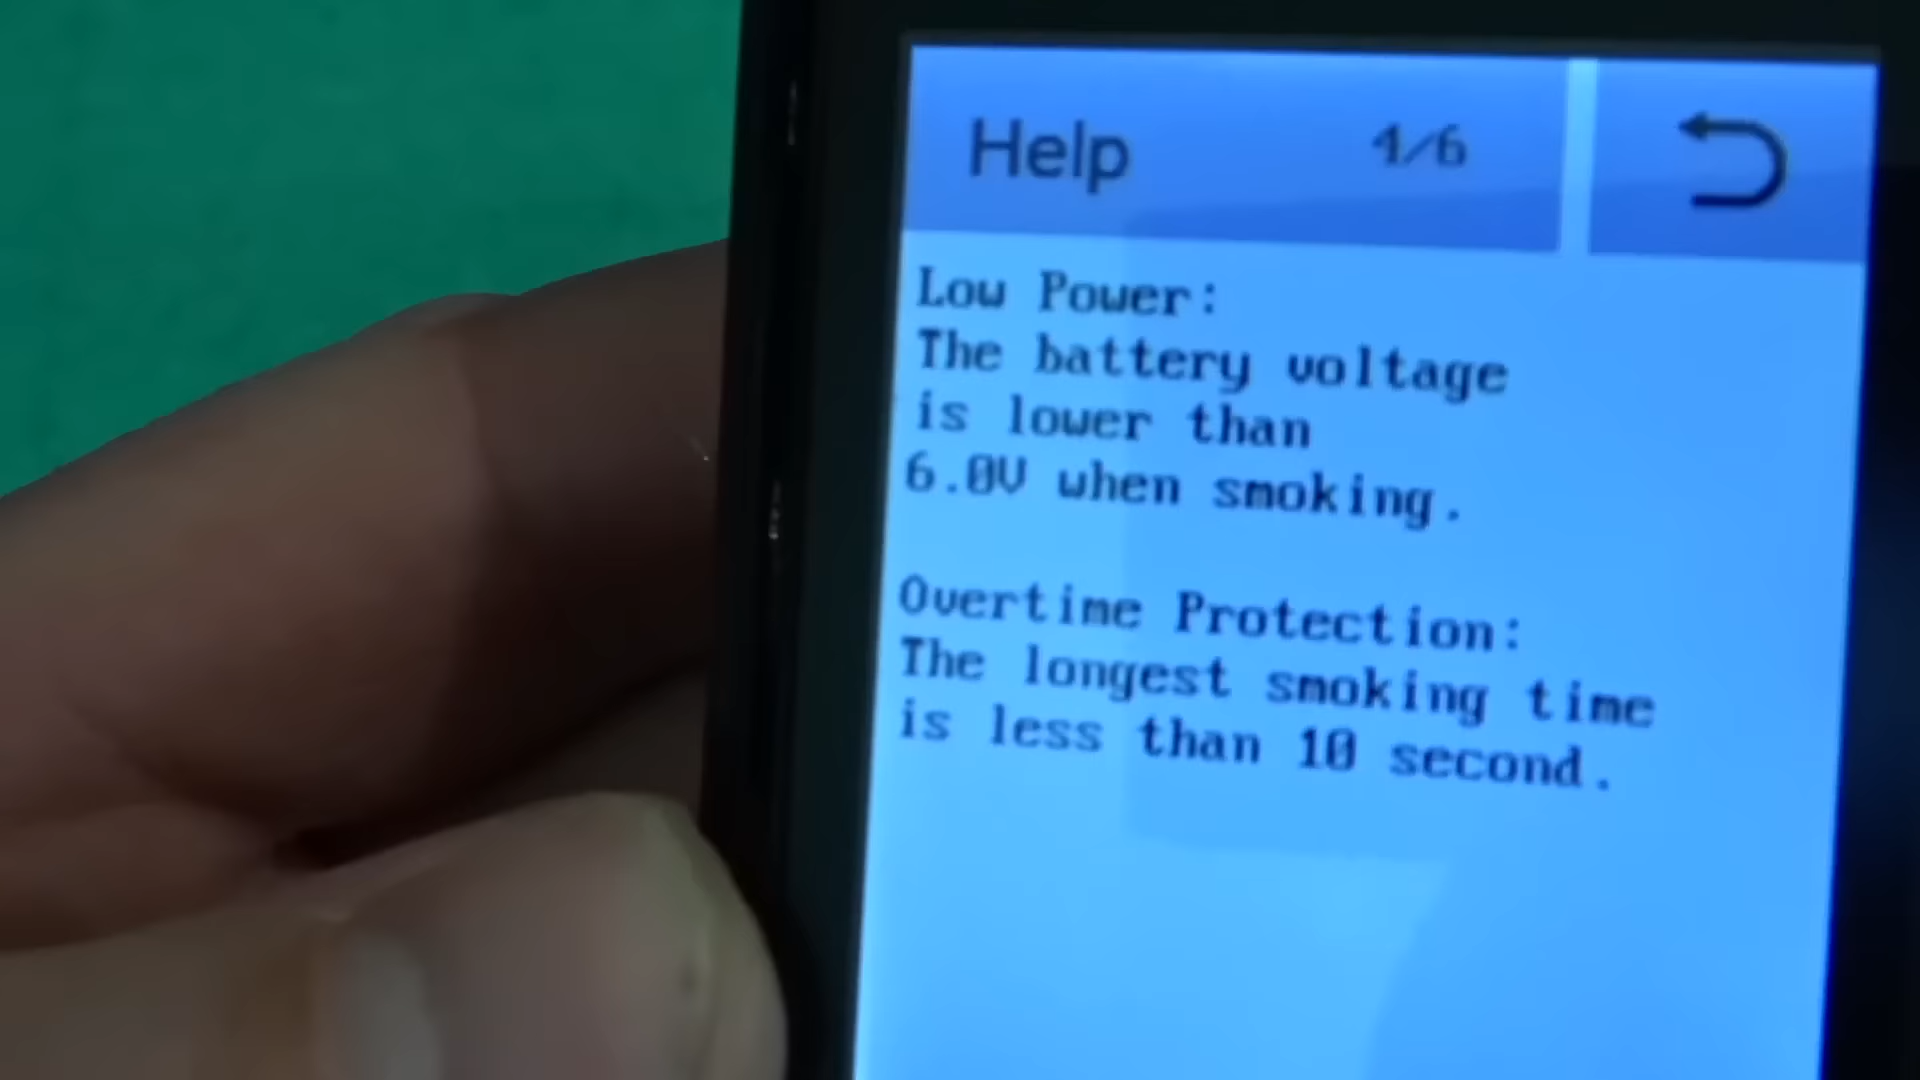 Help 4/6
Low Power:
The battery voltage
is lower than
6.0V when smoking.
Overtime Protection:
The longest smoking time
is less than 10 second.